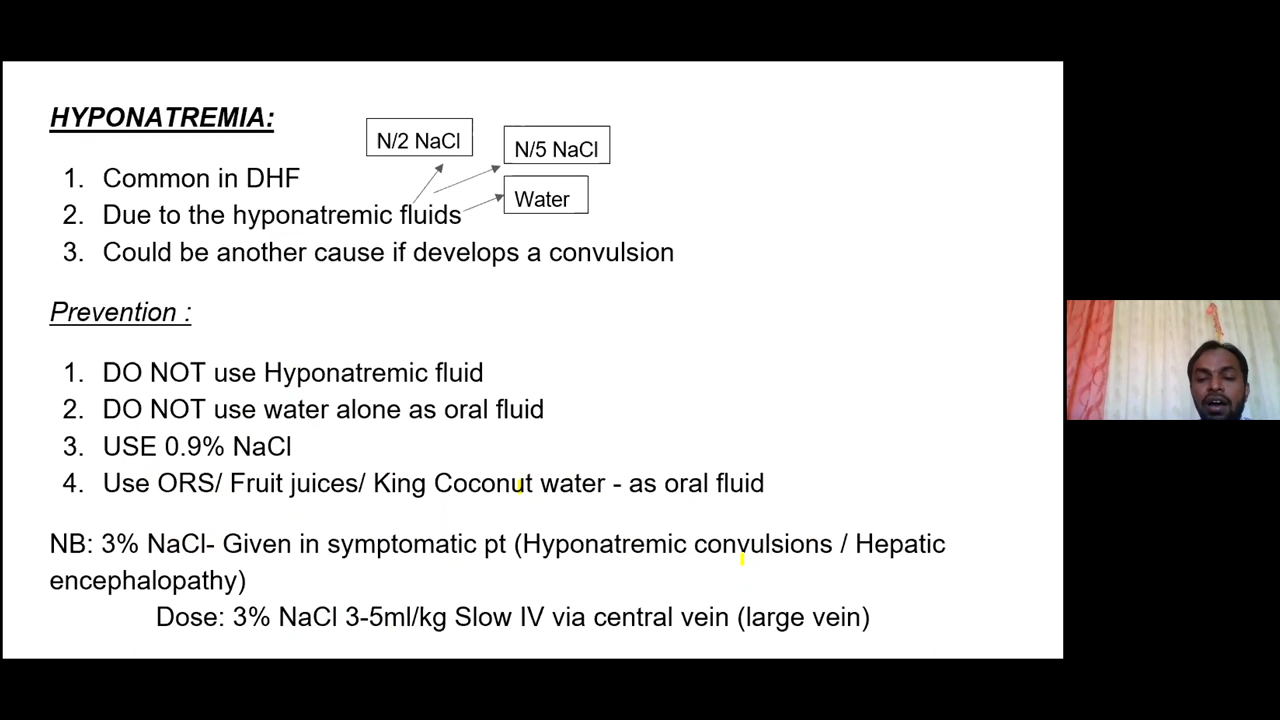 HYPONATREMIA:
N/2 NaCl
N/5 NaCl
1. Common in DHF
Water
2. Due to the hyponatremic fluids
3. Could be another cause if develops a convulsion
Prevention :
1. DO NOT use Hyponatremic fluid
2. DO NOT use water alone as oral fluid
3. USE 0.9% NaCl
4. Use ORS/ Fruit juices/ King Coconut water - as oral fluid
NB: 3% NaCl- Given in symptomatic pt (Hyponatremic convulsions / Hepatic
encephalopathy)
Dose: 3% NaCl 3-5ml/kg Slow IV via central vein (large vein)